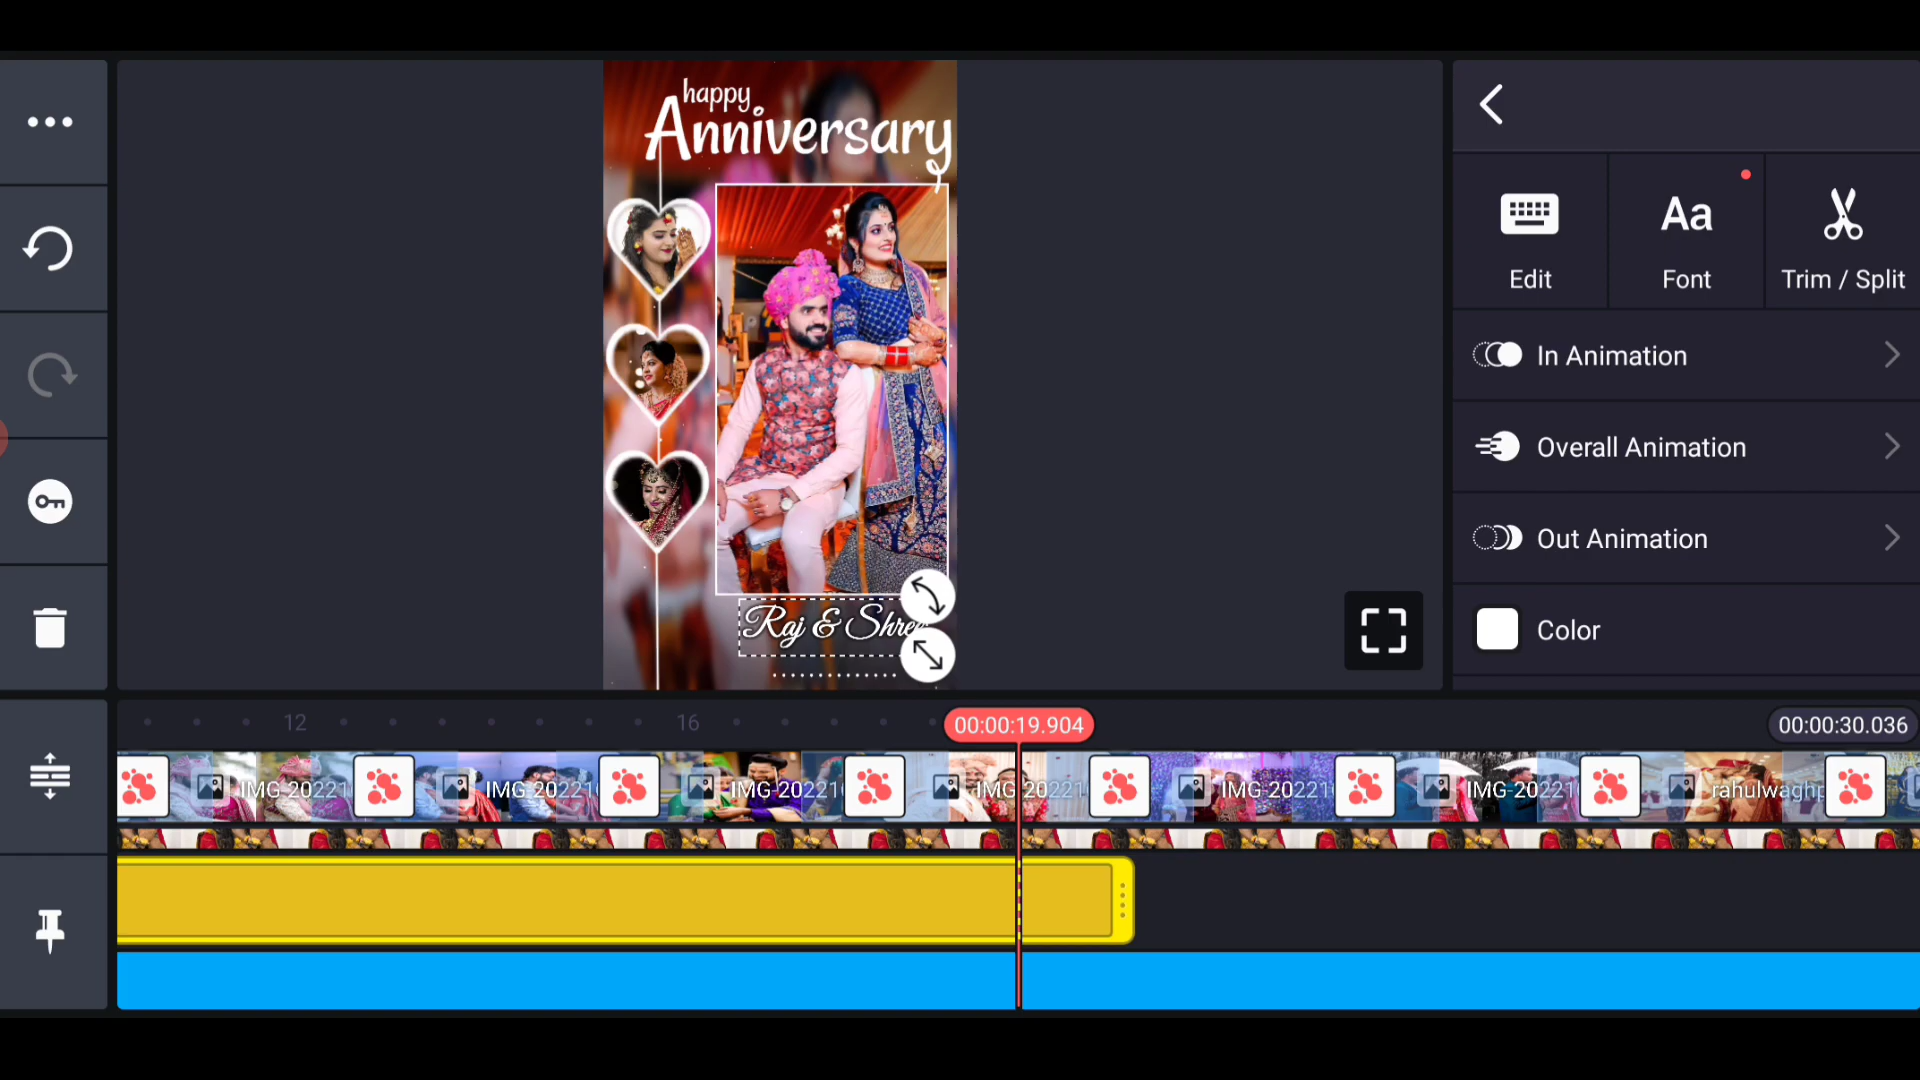 happy
Anniversary
Raj & Shree
Edit
Aa
Font
Trim / Split
In Animation
Overall Animation
Out Animation
Color
12
16
00:00:19.904
00:00:30.036
IMG-20221
IMG-20221
IMG-20221
IMG-20221
IMG-20221
IMG-20221
rahulwaghp